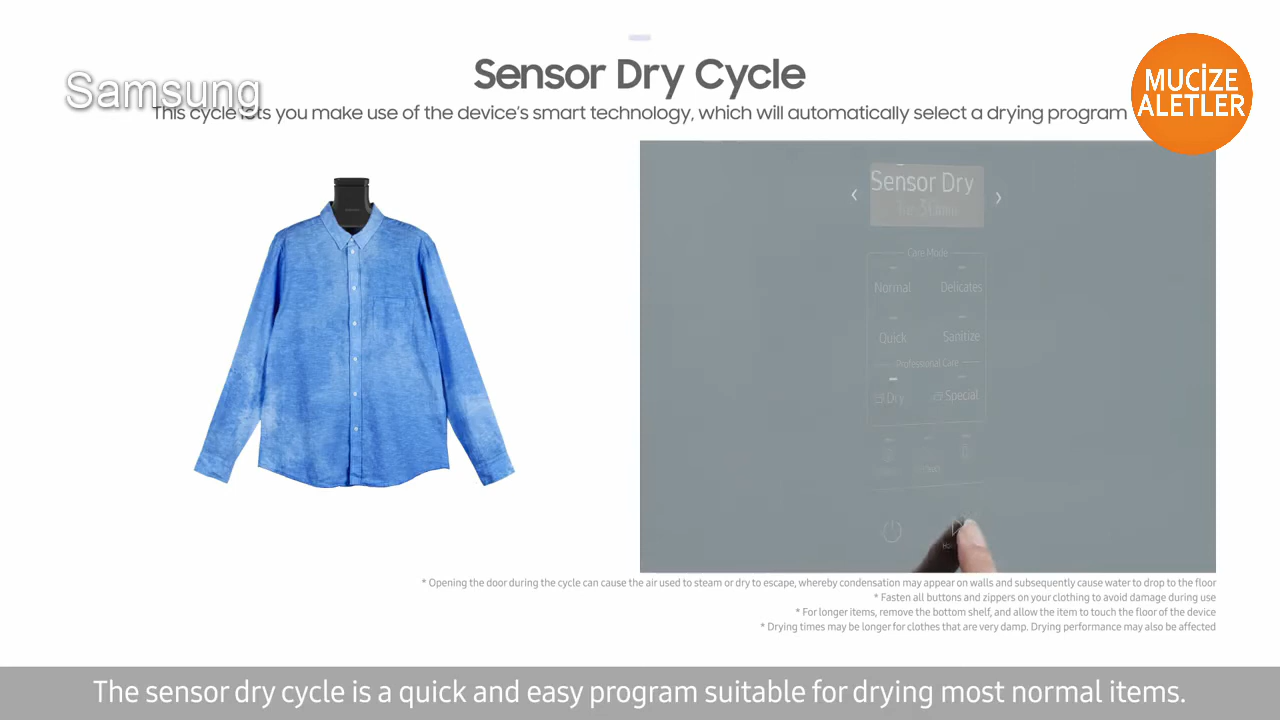 Sensor Dry Cycle
Samsung
This cycle lets you make use of the device's smart technology, which will automatically select a drying program
MUCİZE
ALETLER
Sensor Dry
Care Mode
Normal Delicates
Quick Sanitize
Professional Care
Dry Special
* Opening the door during the cycle can cause the air used to steam or dry to escape, whereby condensation may appear on walls and subsequently cause water to drop to the floor
* Fasten all buttons and zippers on your clothing to avoid damage during use
* For longer items, remove the bottom shelf, and allow the item to touch the floor of the device
* Drying times may be longer for clothes that are very damp. Drying performance may also be affected
The sensor dry cycle is a quick and easy program suitable for drying most normal items.